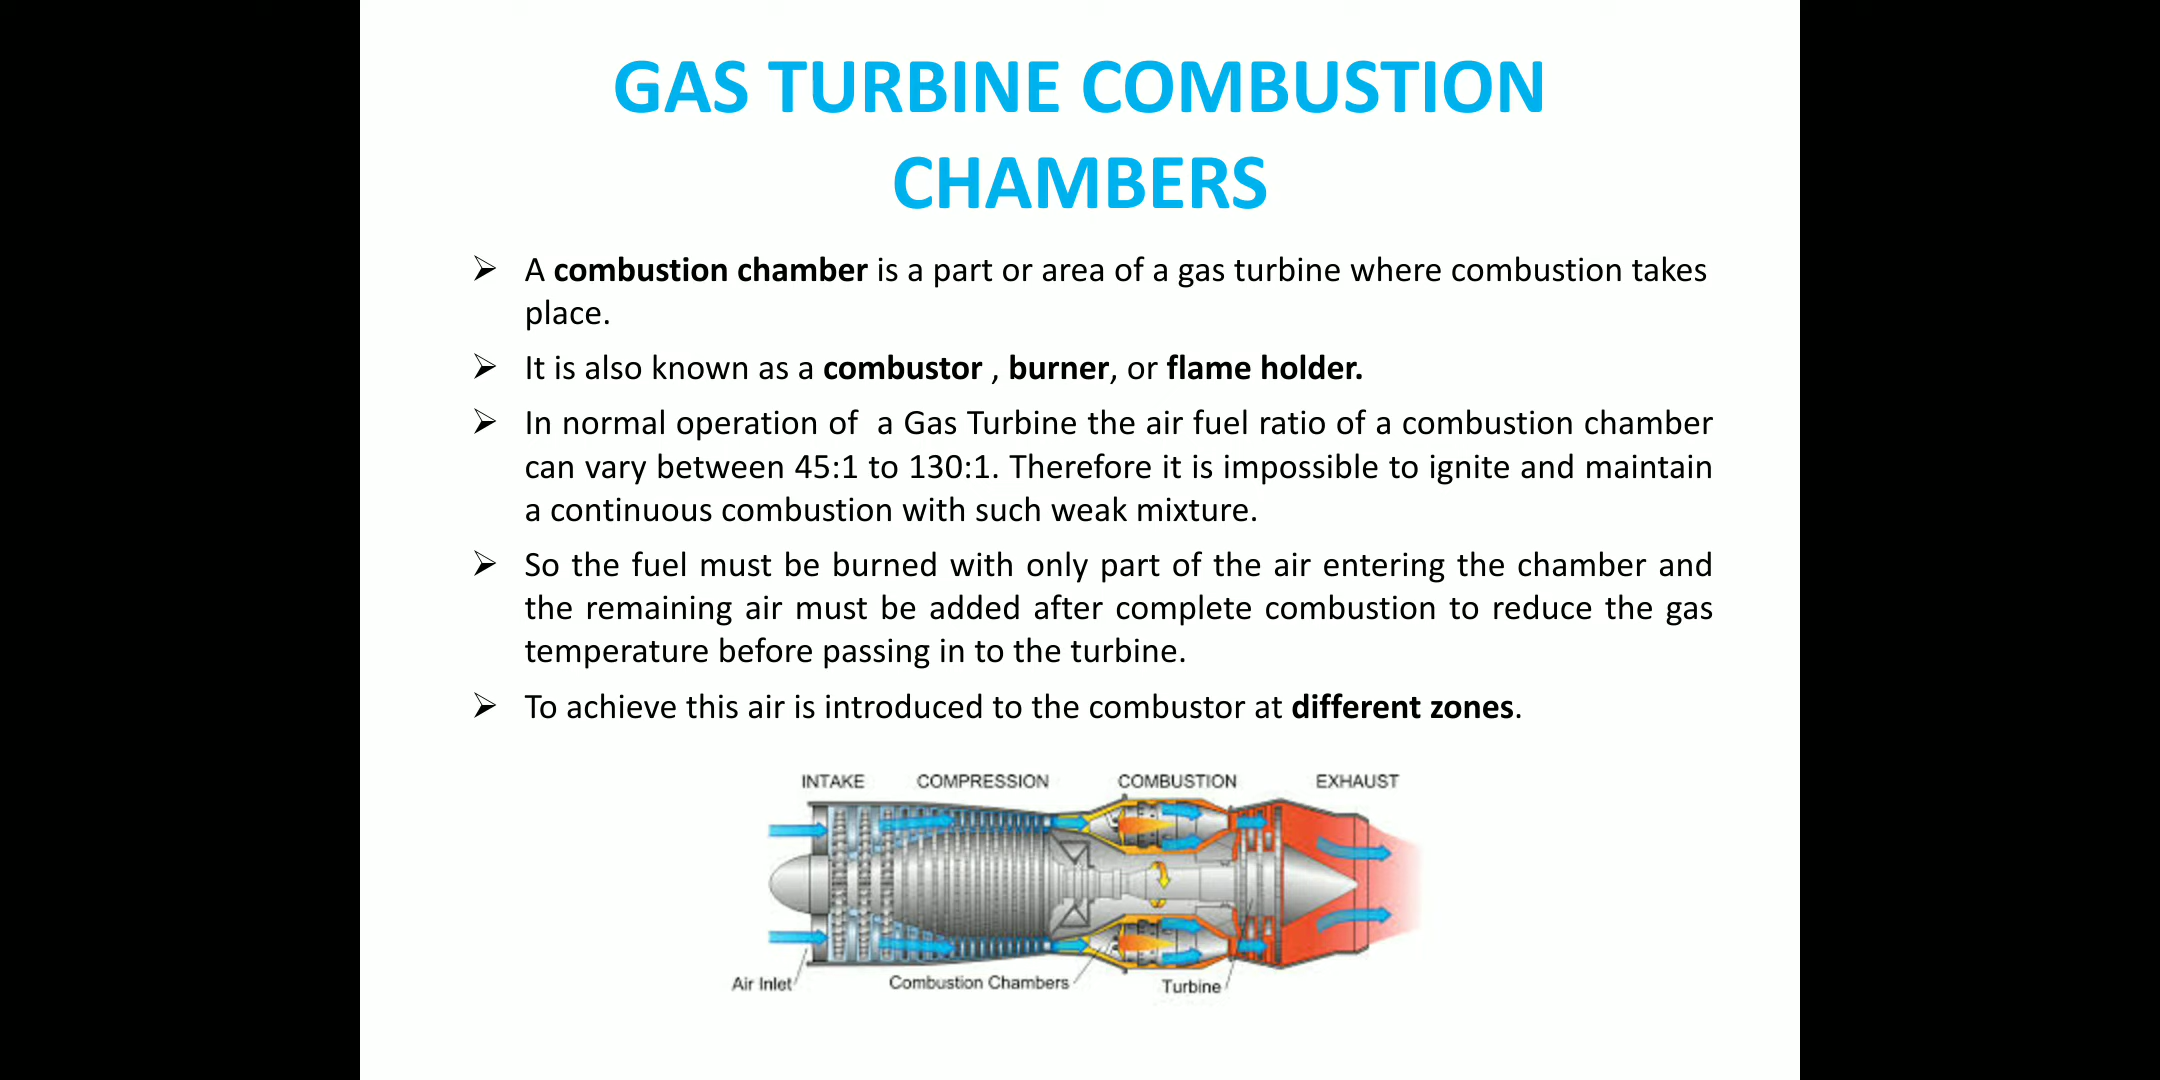 GAS TURBINE COMBUSTION
CHAMBERS
➢ A combustion chamber is a part or area of a gas turbine where combustion takes
place.
➢ It is also known as a combustor , burner, or flame holder.
➢ In normal operation of  a Gas Turbine the air fuel ratio of a combustion chamber
can vary between 45:1 to 130:1. Therefore it is impossible to ignite and maintain
a continuous combustion with such weak mixture.
➢ So the fuel must be burned with only part of the air entering the chamber and
the remaining air must be added after complete combustion to reduce the gas
temperature before passing in to the turbine.
➢ To achieve this air is introduced to the combustor at different zones.
INTAKE COMPRESSION COMBUSTION EXHAUST
Air Inlet Combustion Chambers Turbine